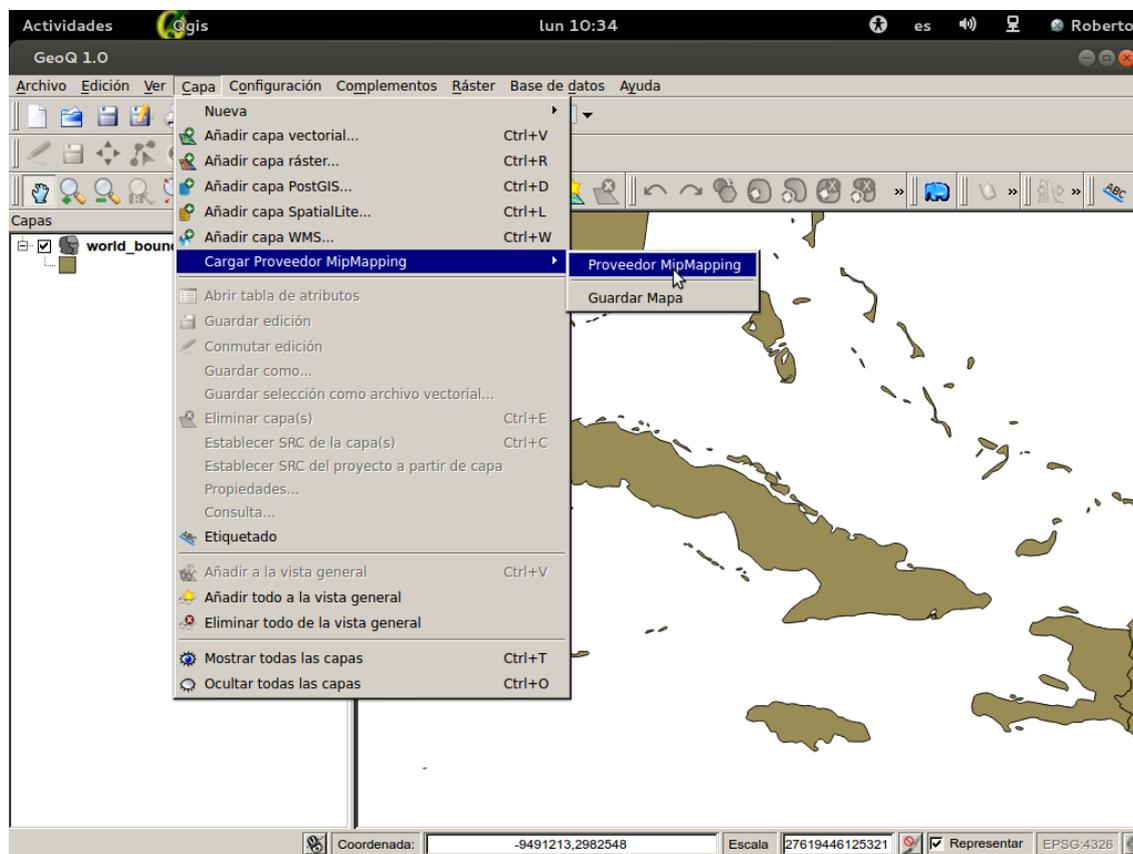 Actividades Qgis lun 10:34 es Roberto
GeoQ 1.0
Archivo Edición Ver Capa Configuración Complementos Ráster Base de datos Ayuda
Nueva
Añadir capa vectorial... Ctrl+V
Añadir capa ráster... Ctrl+R
Añadir capa PostGIS... Ctrl+D
Añadir capa SpatiaLite... Ctrl+L
Añadir capa WMS... Ctrl+W
Cargar Proveedor MipMapping
Proveedor MipMapping
Guardar Mapa
Abrir tabla de atributos
Guardar edición
Conmutar edición
Guardar como...
Guardar selección como archivo vectorial...
Eliminar capa(s) Ctrl+E
Establecer SRC de la capa(s) Ctrl+C
Establecer SRC del proyecto a partir de capa
Propiedades...
Consulta...
Etiquetado
Añadir a la vista general Ctrl+V
Añadir todo a la vista general
Eliminar todo de la vista general
Mostrar todas las capas Ctrl+T
Ocultar todas las capas Ctrl+O
Capas
world_boun
ABC
Coordenada: -9491213,2982548 Escala 27619446125321 Representar EPSG:4326